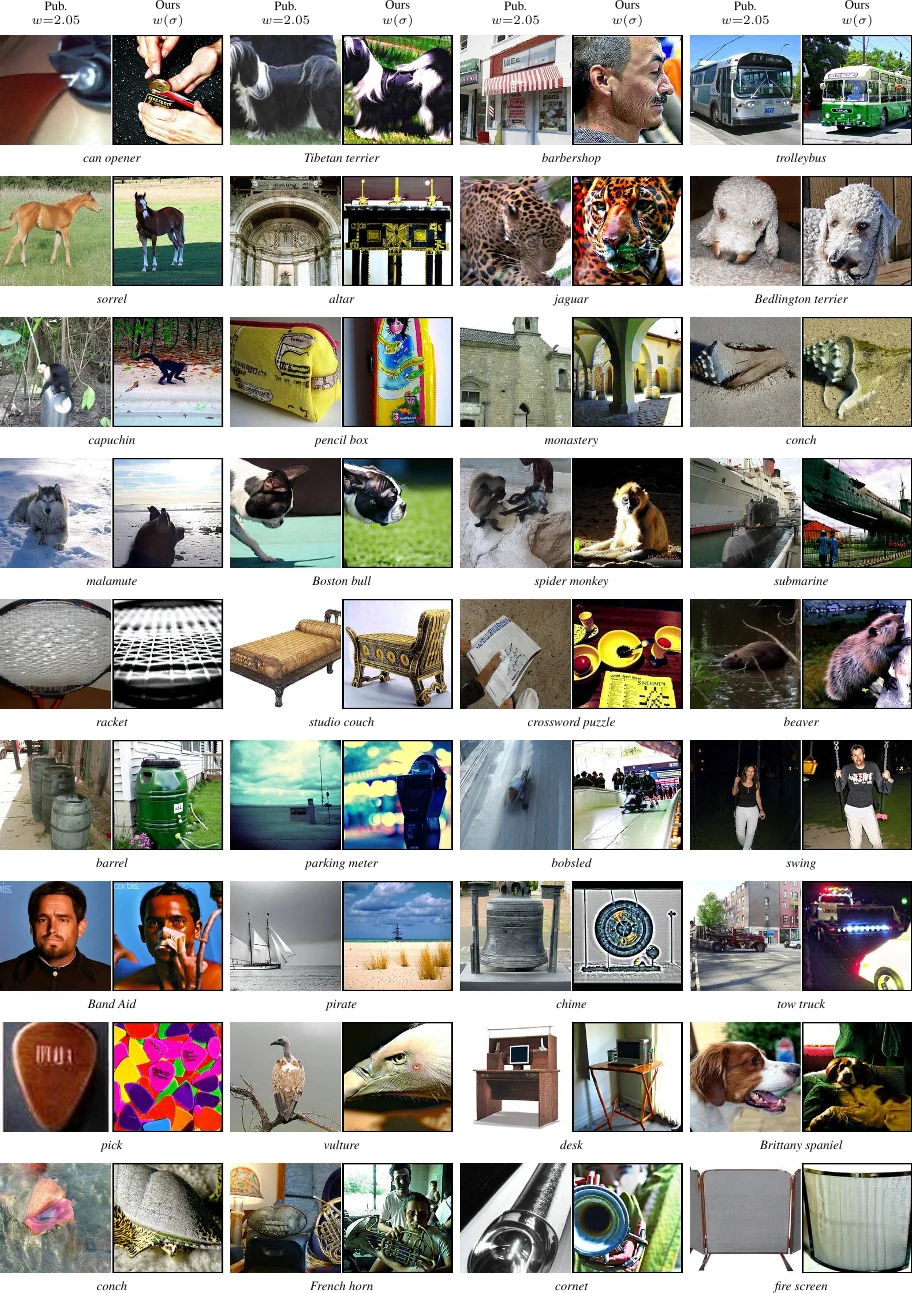 Pub. Ours Pub. Ours Pub. Ours Pub. Ours
w=2.05 w(σ) w=2.05 w(σ) w=2.05 w(σ) w=2.05 w(σ)
can opener Tibetan terrier barbershop trolleybus
sorrel altar jaguar Bedlington terrier
capuchin pencil box monastery conch
malamute Boston bull spider monkey submarine
racket studio couch crossword puzzle beaver
barrel parking meter bobsled swing
Band Aid pirate chime tow truck
pick vulture desk Brittany spaniel
conch French horn cornet fire screen